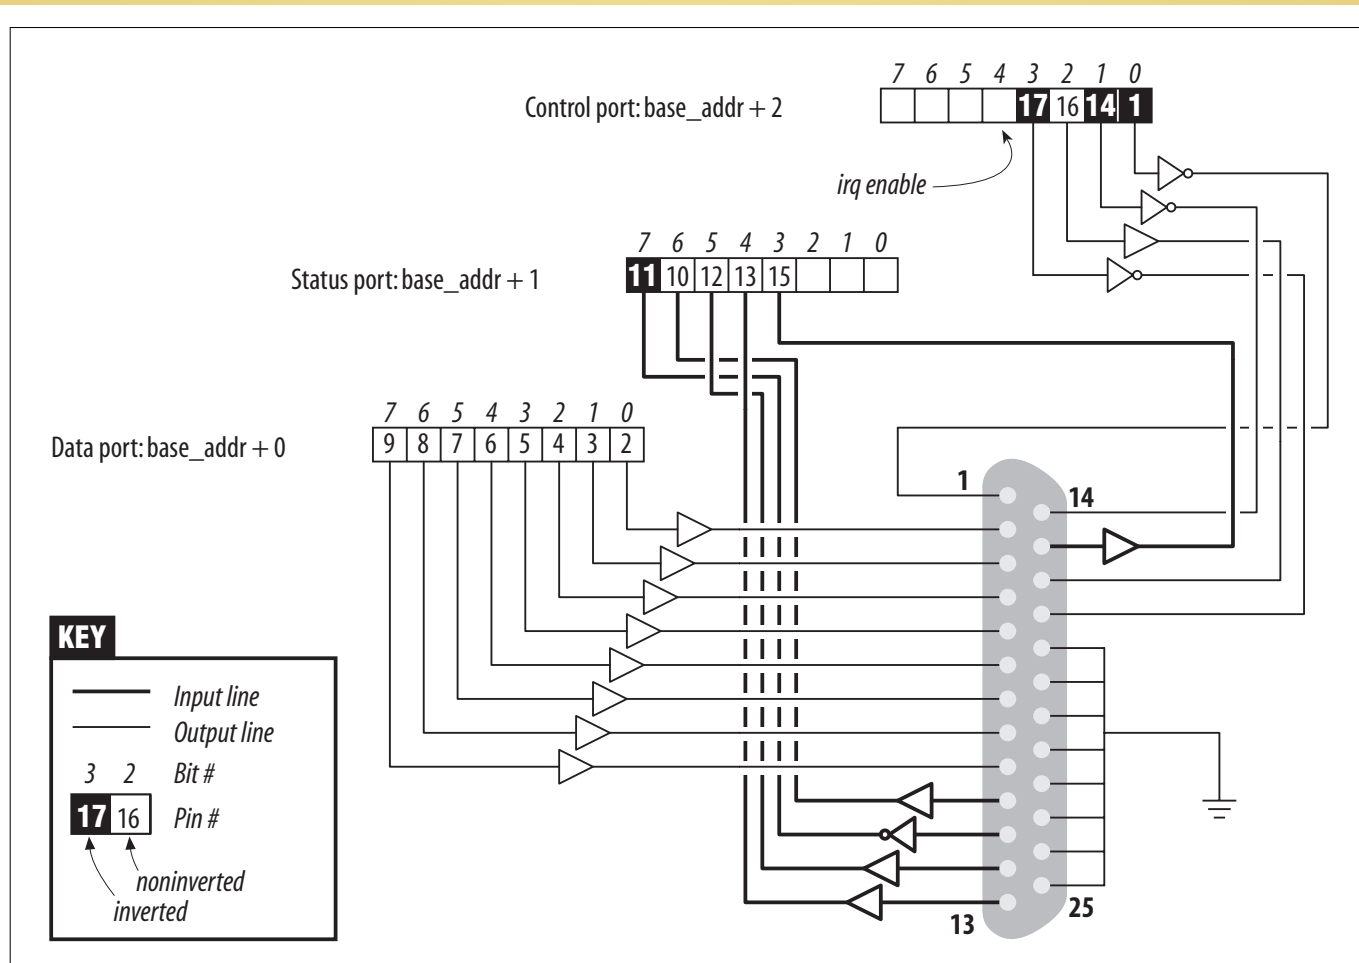 7 6 5 4 3 2 1 0
Control port: base_addr + 2
17 16 14 1
irq enable
7 6 5 4 3 2 1 0
Status port: base_addr + 1
11 10 12 13 15
7 6 5 4 3 2 1 0
Data port: base_addr + 0
9 8 7 6 5 4 3 2
1
14
13
25
KEY
Input line
Output line
3 2 Bit #
17 16 Pin #
noninverted
inverted